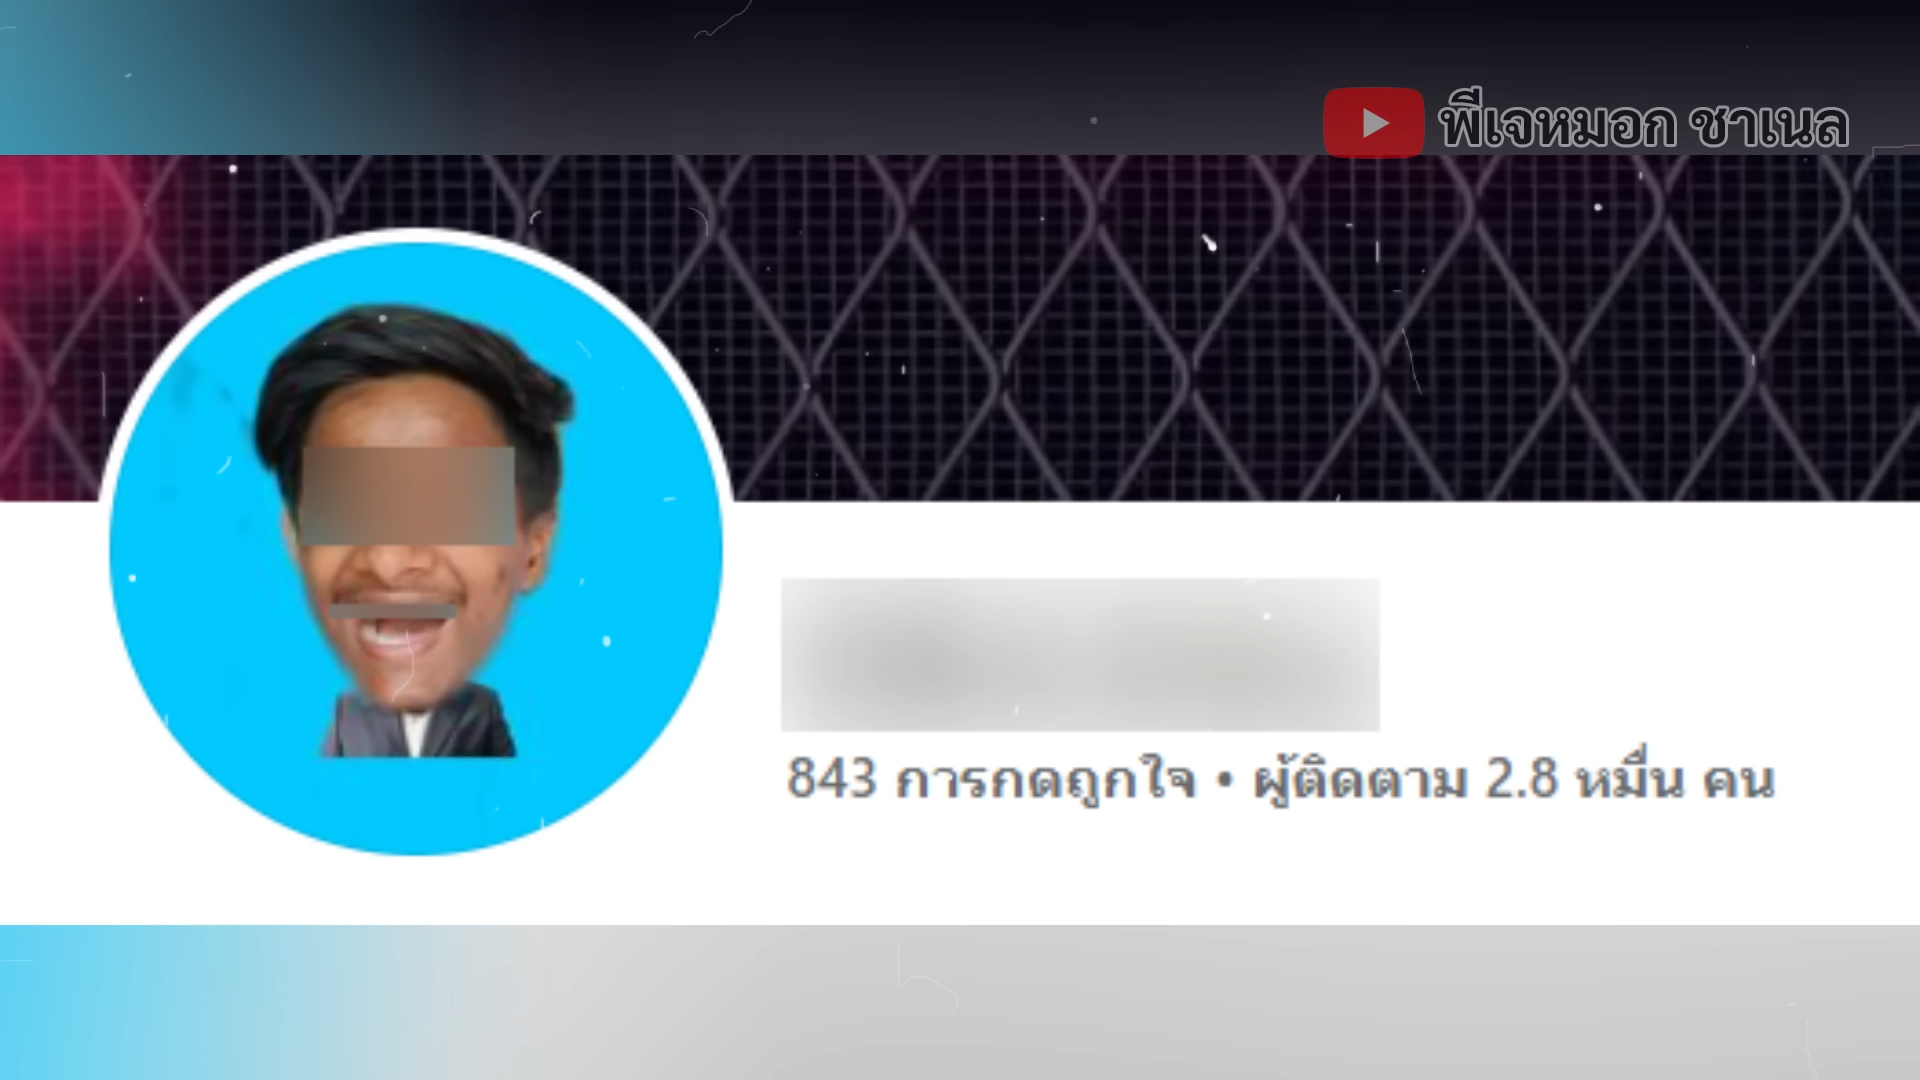 พีเจหมอก ชาเนล
843 การกดถูกใจ • ผู้ติดตาม 2.8 หมื่น คน